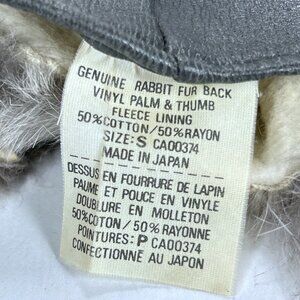 GENUINE RABBIT FUR BACK
VINYL PALM & THUMB
FLEECE LINING
50%COTTON/50%RAYON
SIZE:S CA00374
MADE IN JAPAN
DESSUS EN FOURRURE DE LAPIN
PAUME ET POUCE EN VINYLE
DOUBLURE EN MOLLETON
50%COTON/50%RAYONNE
POINTURES:P CA00374
CONFECTIONNÉ AU JAPON